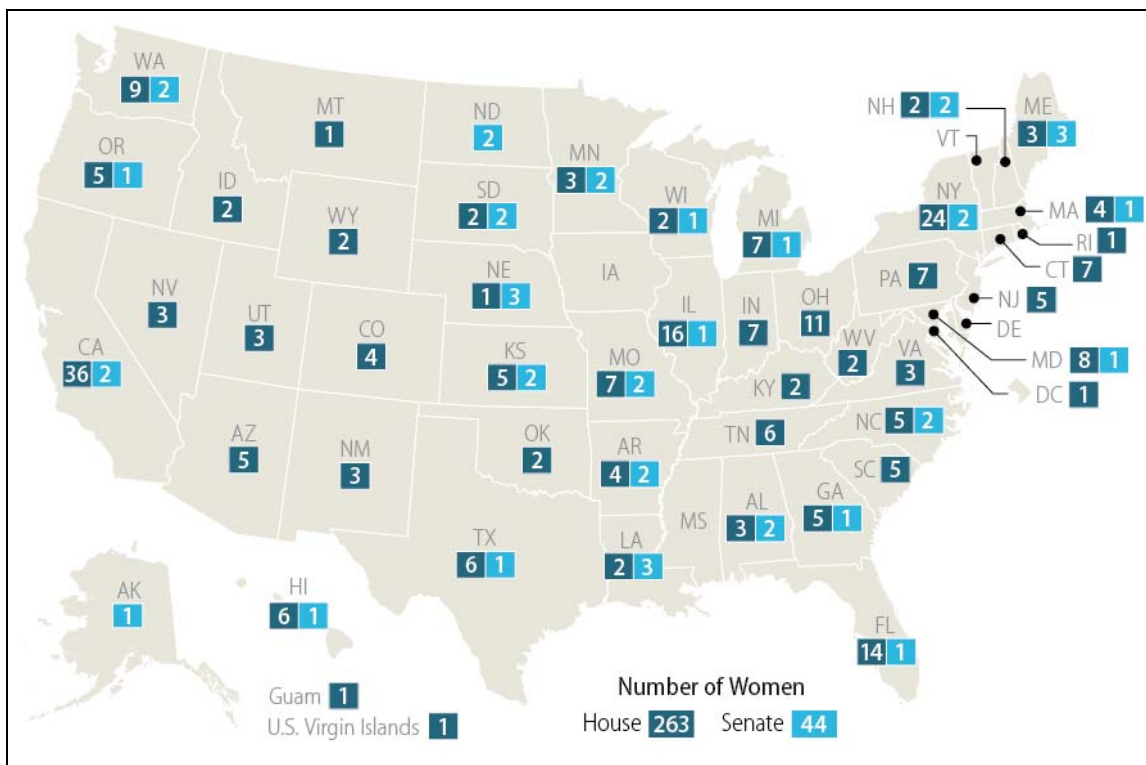 WA
9 2
MT
1
ND
2
OR
5 1
ID
2
MN
3 2
SD
2 2
WI
2 1
MI
7 1
WY
2
NH 2 2
VT
ME
3 3
NY
24 2
MA 4 1
RI 1
CT 7
NE
1 3
IA
PA 7
NJ 5
DE
NV
3
UT
3
CO
4
IL
16 1
IN
7
OH
11
WV
2
VA
3
MD 8 1
DC 1
CA
36 2
KS
5 2
MO
7 2
KY 2
NC 5 2
TN 6
AZ
5
NM
3
OK
2
AR
4 2
SC 5
MS
AL
3 2
GA
5 1
TX
6 1
LA
2 3
AK
1
HI
6 1
FL
14 1
Guam 1
U.S. Virgin Islands 1
Number of Women
House 263 Senate 44